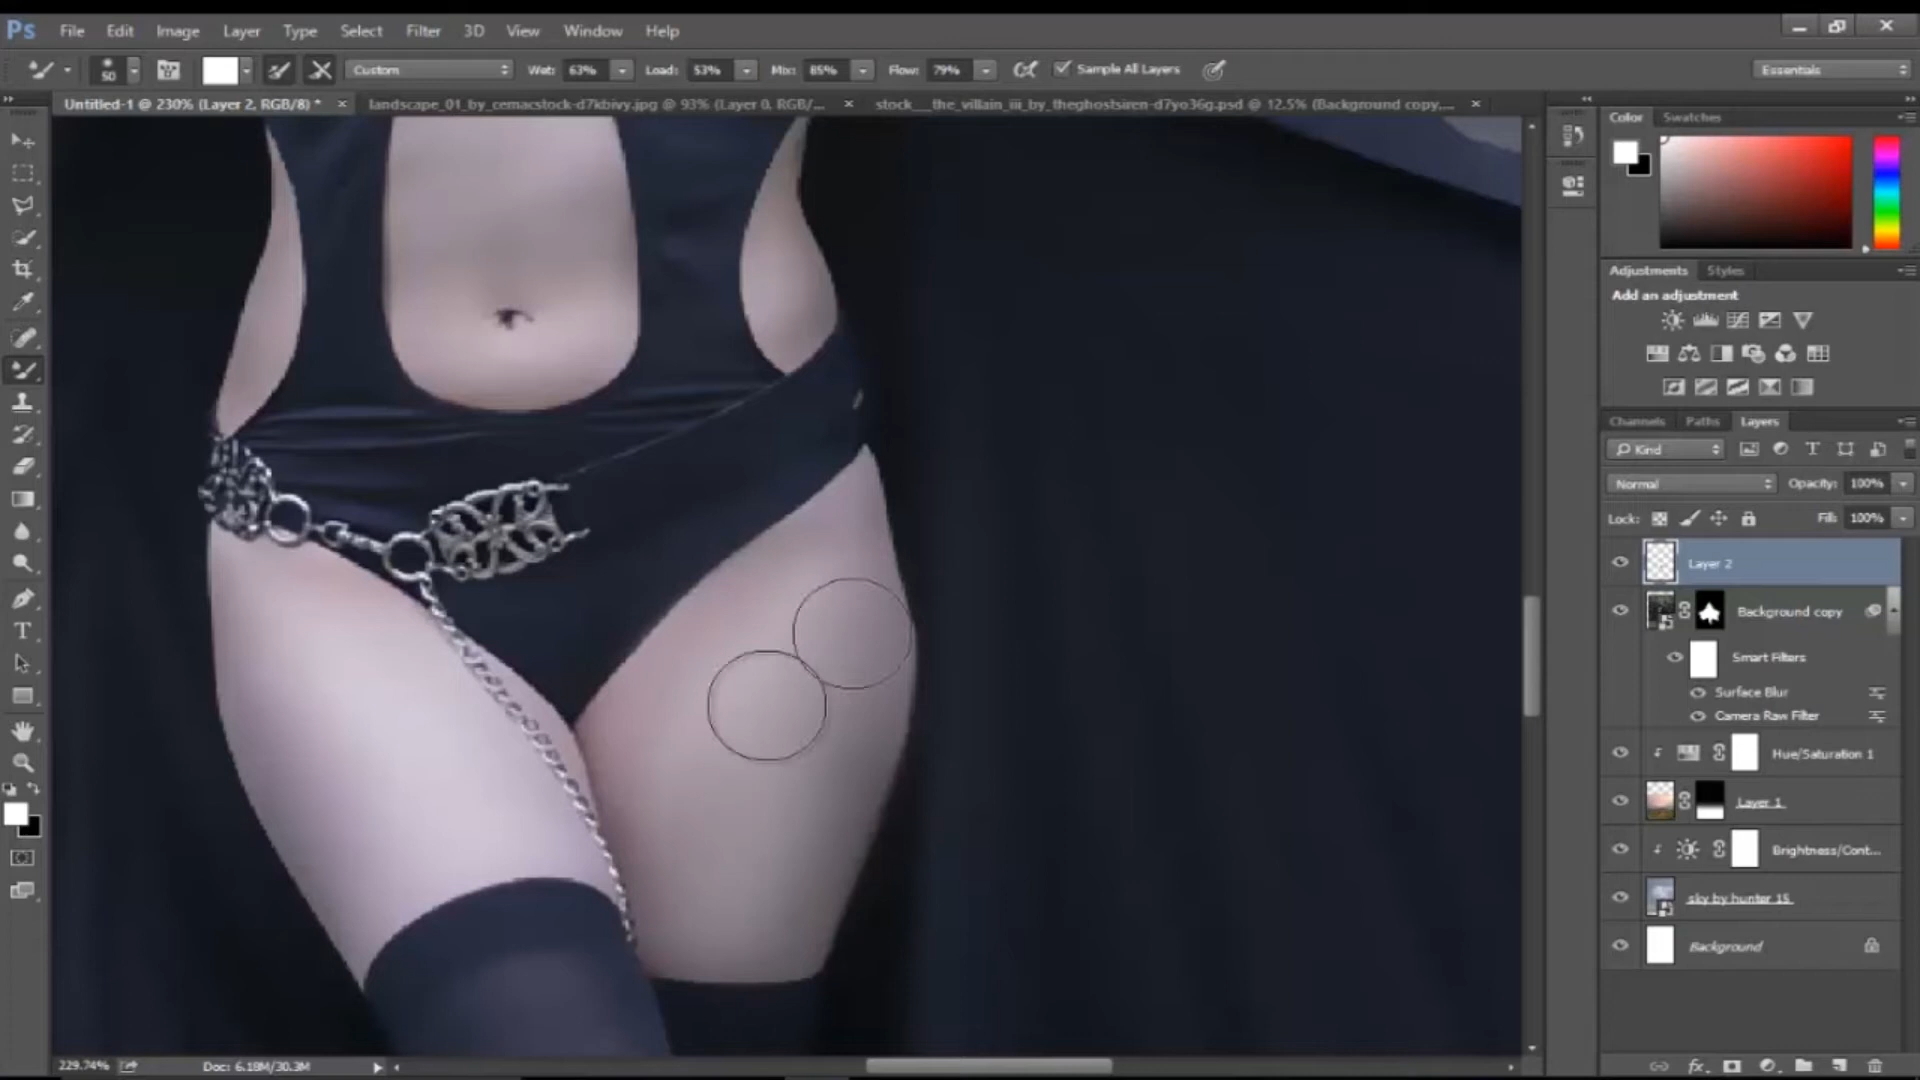 Ps File Edit Image Layer Type Select Filter 3D View Window Help
50 Custom Wet: 63% Load: 53% Mix: 85% Flow: 79% Sample All Layers Essentials
Untitled-1 @ 230% (Layer 2, RGB/8) * landscape_01_by_cemacstock-d7kbivy.jpg @ 93% (Layer 0, RGB/... stock__the_villain_iii_by_theghostsiren-d7yo36g.psd @ 12.5% (Background copy,...
Color Swatches
Adjustments Styles
Add an adjustment
Channels Paths Layers
Kind
Normal Opacity: 100%
Lock: Fill: 100%
Layer 2
Background copy
Smart Filters
Surface Blur
Camera Raw Filter
Hue/Saturation 1
Layer 1
Brightness/Cont...
sky by hunter 15
Background
229.74% Doc: 6.18M/30.3M